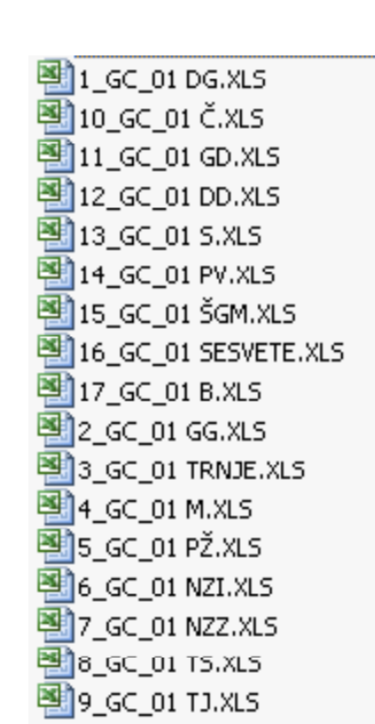 1_GC_01 DG.XLS
10_GC_01 Č.XLS
11_GC_01 GD.XLS
12_GC_01 DD.XLS
13_GC_01 S.XLS
14_GC_01 PV.XLS
15_GC_01 ŠGM.XLS
16_GC_01 SESVETE.XLS
17_GC_01 B.XLS
2_GC_01 GG.XLS
3_GC_01 TRNJE.XLS
4_GC_01 M.XLS
5_GC_01 PŽ.XLS
6_GC_01 NZI.XLS
7_GC_01 NZZ.XLS
8_GC_01 TS.XLS
9_GC_01 TJ.XLS